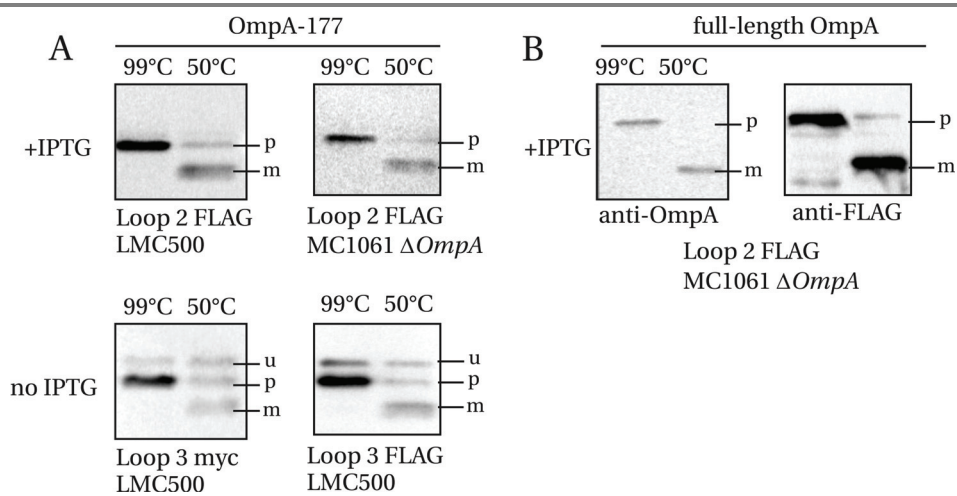 A
OmpA-177
99°C 50°C
99°C 50°C
+IPTG
p
m
p
m
Loop 2 FLAG
LMC500
Loop 2 FLAG
MC1061 ΔOmpA
99°C 50°C
99°C 50°C
no IPTG
u
p
m
u
p
m
Loop 3 myc
LMC500
Loop 3 FLAG
LMC500
B
full-length OmpA
99°C 50°C
+IPTG
p
m
p
m
anti-OmpA
anti-FLAG
Loop 2 FLAG
MC1061 ΔOmpA